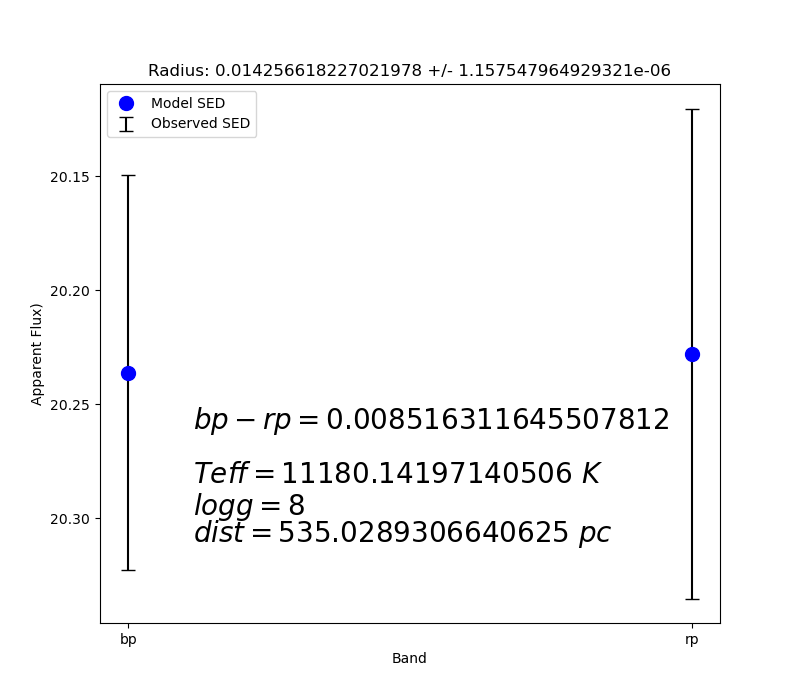 Radius: 0.014256618227021978 +/- 1.157547964929321e-06
Model SED
Observed SED
20.15
20.20
20.25
20.30
Apparent Flux)
bp − rp = 0.008516311645507812
Teff = 11180.14197140506 K
logg = 8
dist = 535.0289306640625 pc
bp
rp
Band